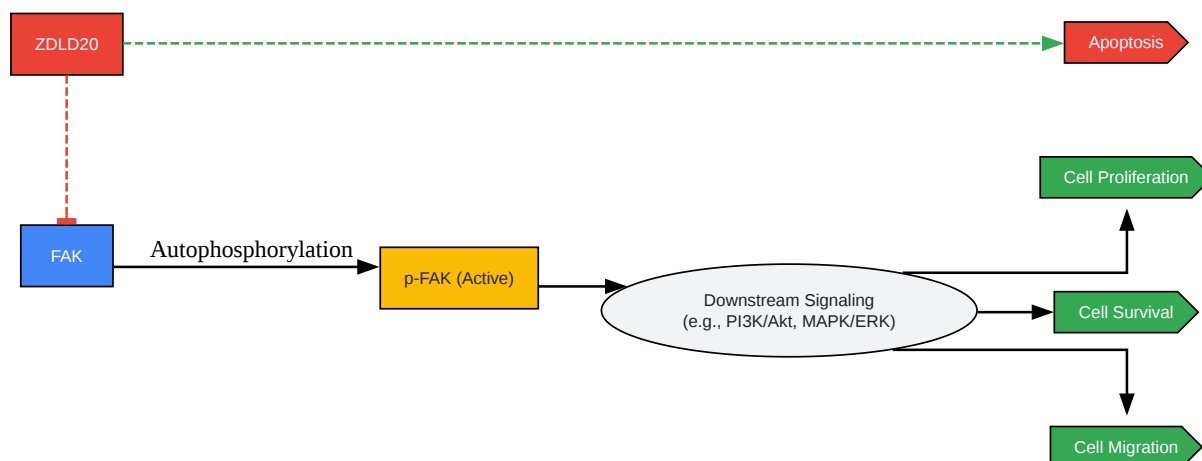 ZDLD20
Apoptosis
Cell Proliferation
FAK
Autophosphorylation
p-FAK (Active)
Downstream Signaling
(e.g., PI3K/Akt, MAPK/ERK)
Cell Survival
Cell Migration